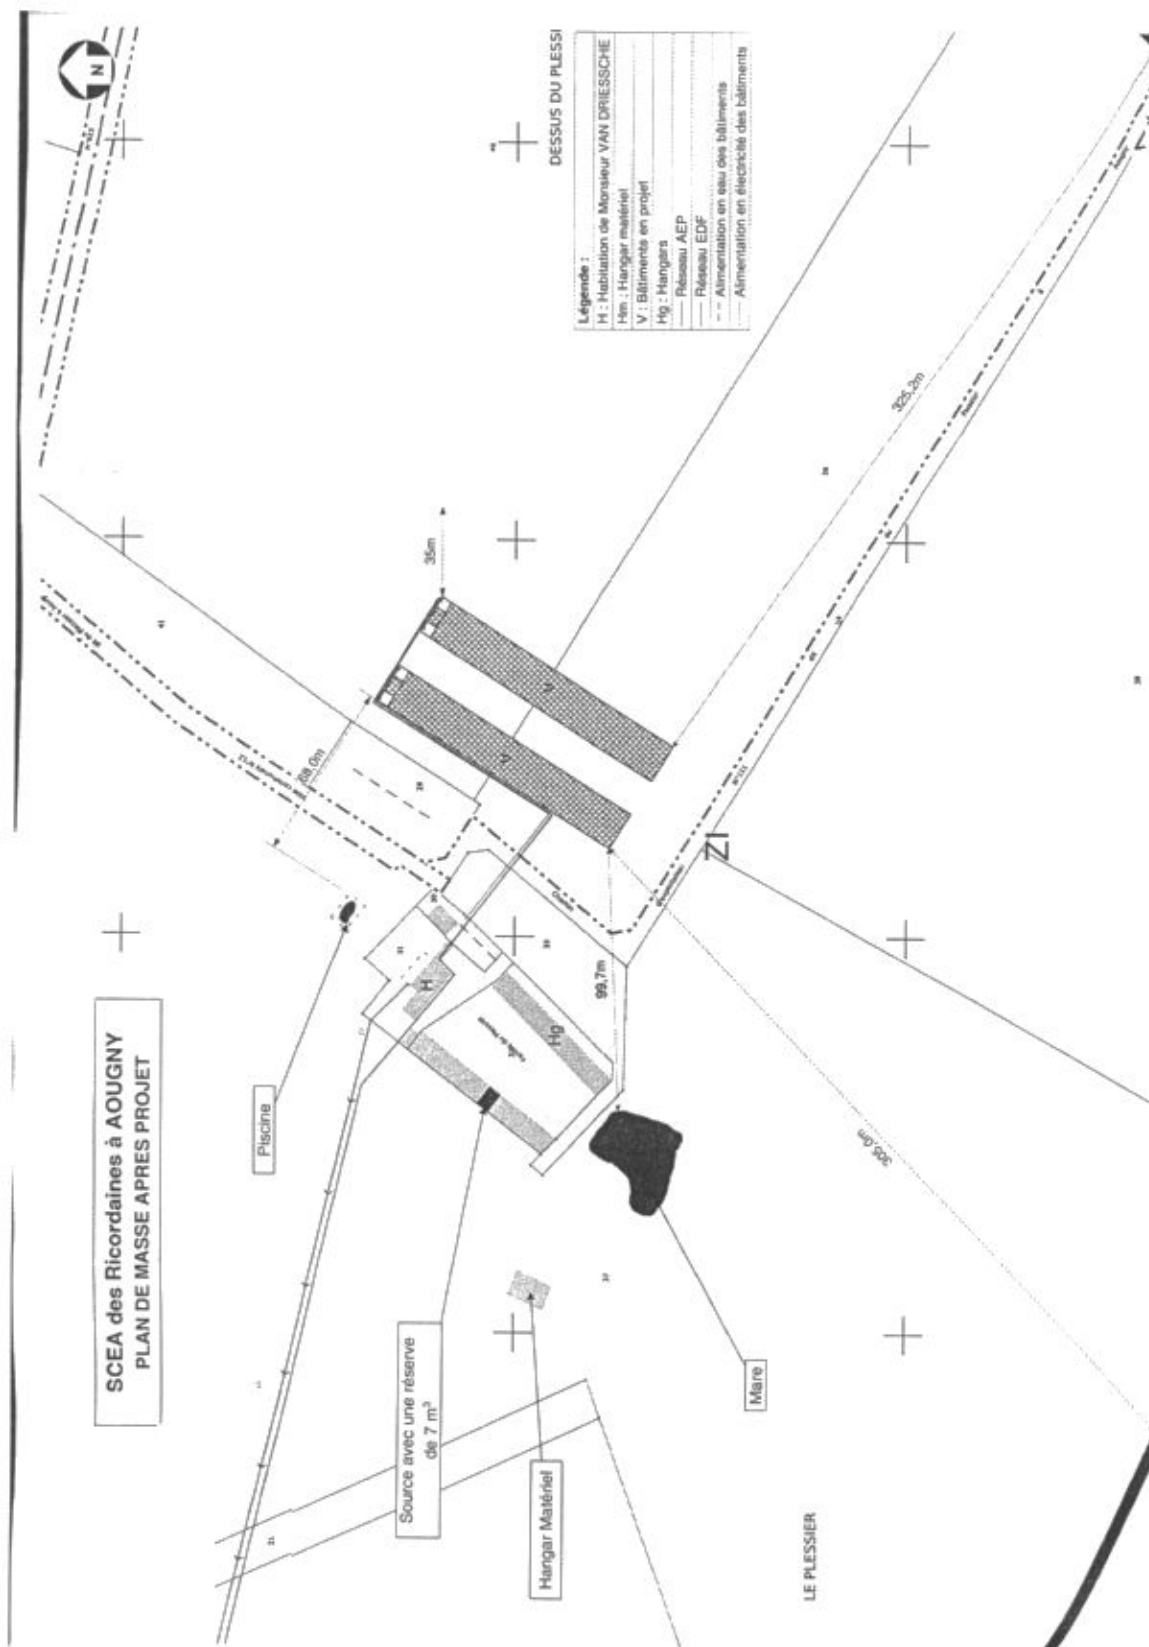 SCEA des Ricordaines à AOUGNY
PLAN DE MASSE APRES PROJET
N
Piscine
Source avec une réserve
de 7 m³
Hangar Matériel
Mare
LE PLESSIER
DESSUS DU PLESSI
Légende :
H : Habitation de Monsieur VAN DRIESSCHE
Hm : Hangar matériel
V : Bâtiments en projet
Hg : Hangars
Réseau AEP
Réseau EDF
Alimentation en eau des bâtiments
Alimentation en électricité des bâtiments
68,0m
35m
99,7m
325,2m
305,0m
H
Hg
V
V
ZI
Chemin
41